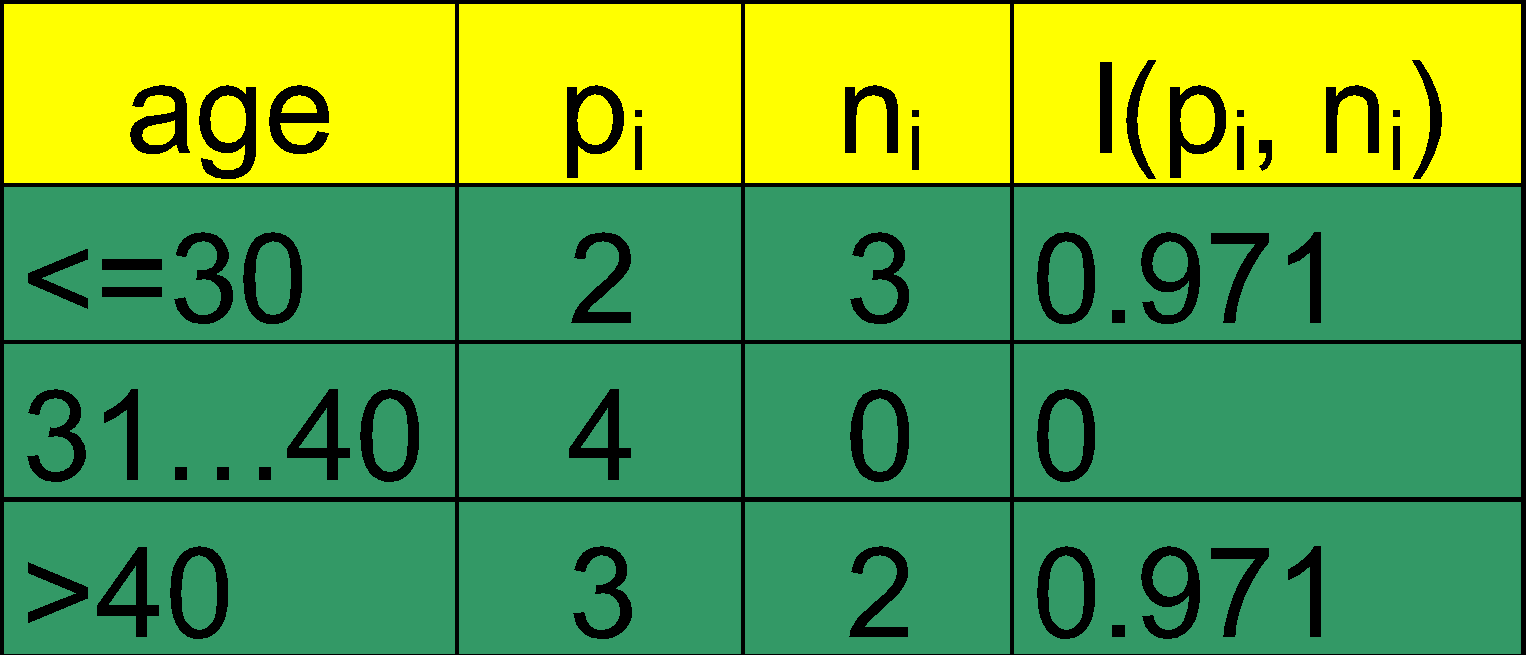 age pᵢ nᵢ I(pᵢ, nᵢ)
<=30 2 3 0.971
31…40 4 0 0
>40 3 2 0.971